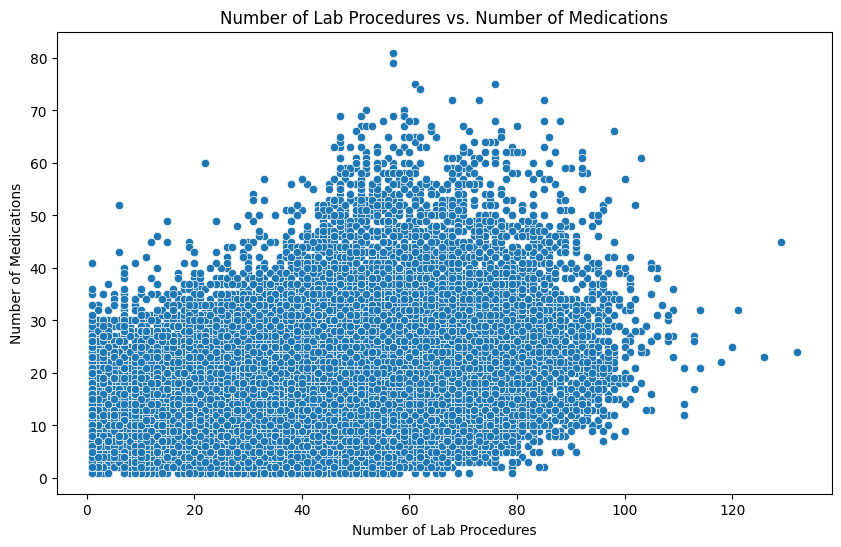 Number of Lab Procedures vs. Number of Medications
80
70
60
50
40
30
20
10
0
Number of Medications
0 20 40 60 80 100 120
Number of Lab Procedures